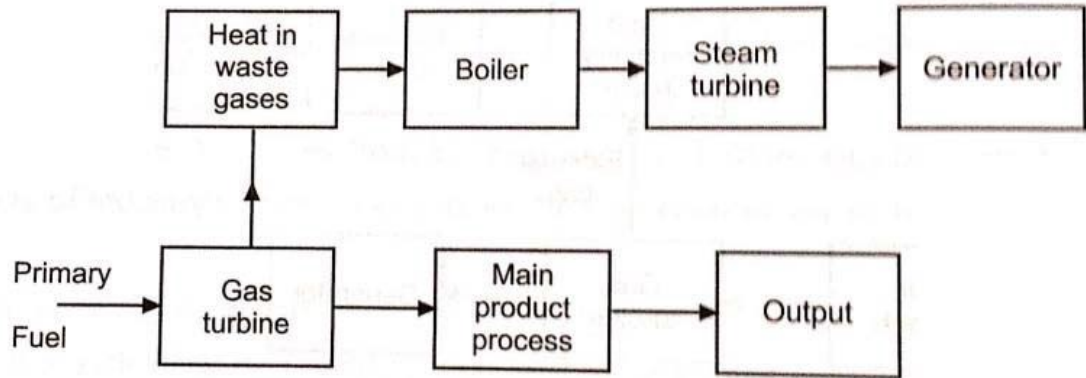 Heat in
waste
gases
Boiler
Steam
turbine
Generator
Primary
Fuel
Gas
turbine
Main
product
process
Output